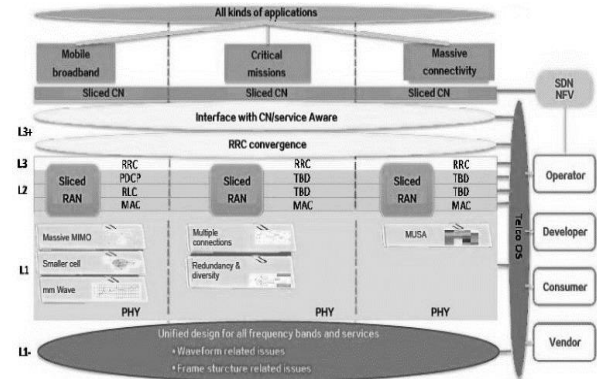 All kinds of applications
Mobile broadband
Critical missions
Massive connectivity
Sliced CN
Sliced CN
Sliced CN
SDN
NFV
Interface with CN/service Aware
L3+
RRC convergence
L3
RRC
RRC
RRC
Sliced RAN
PDCP
Sliced RAN
TBD
Sliced RAN
TBD
Operator
L2
RLC
TBD
TBD
MAC
MAC
MAC
Telco OS
Massive MIMO
Multiple connections
MUSA
Developer
Smaller cell
Redundancy & diversity
L1
mm Wave
Consumer
PHY
PHY
PHY
Unified design for all frequency bands and services
Vendor
L1-
• Waveform related issues
• Frame sturcture related issues